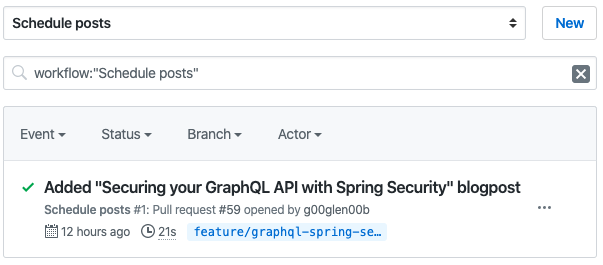 Schedule posts New
workflow:"Schedule posts"
Event Status Branch Actor
Added "Securing your GraphQL API with Spring Security" blogpost
Schedule posts #1: Pull request #59 opened by g00glen00b
12 hours ago 21s feature/graphql-spring-se…